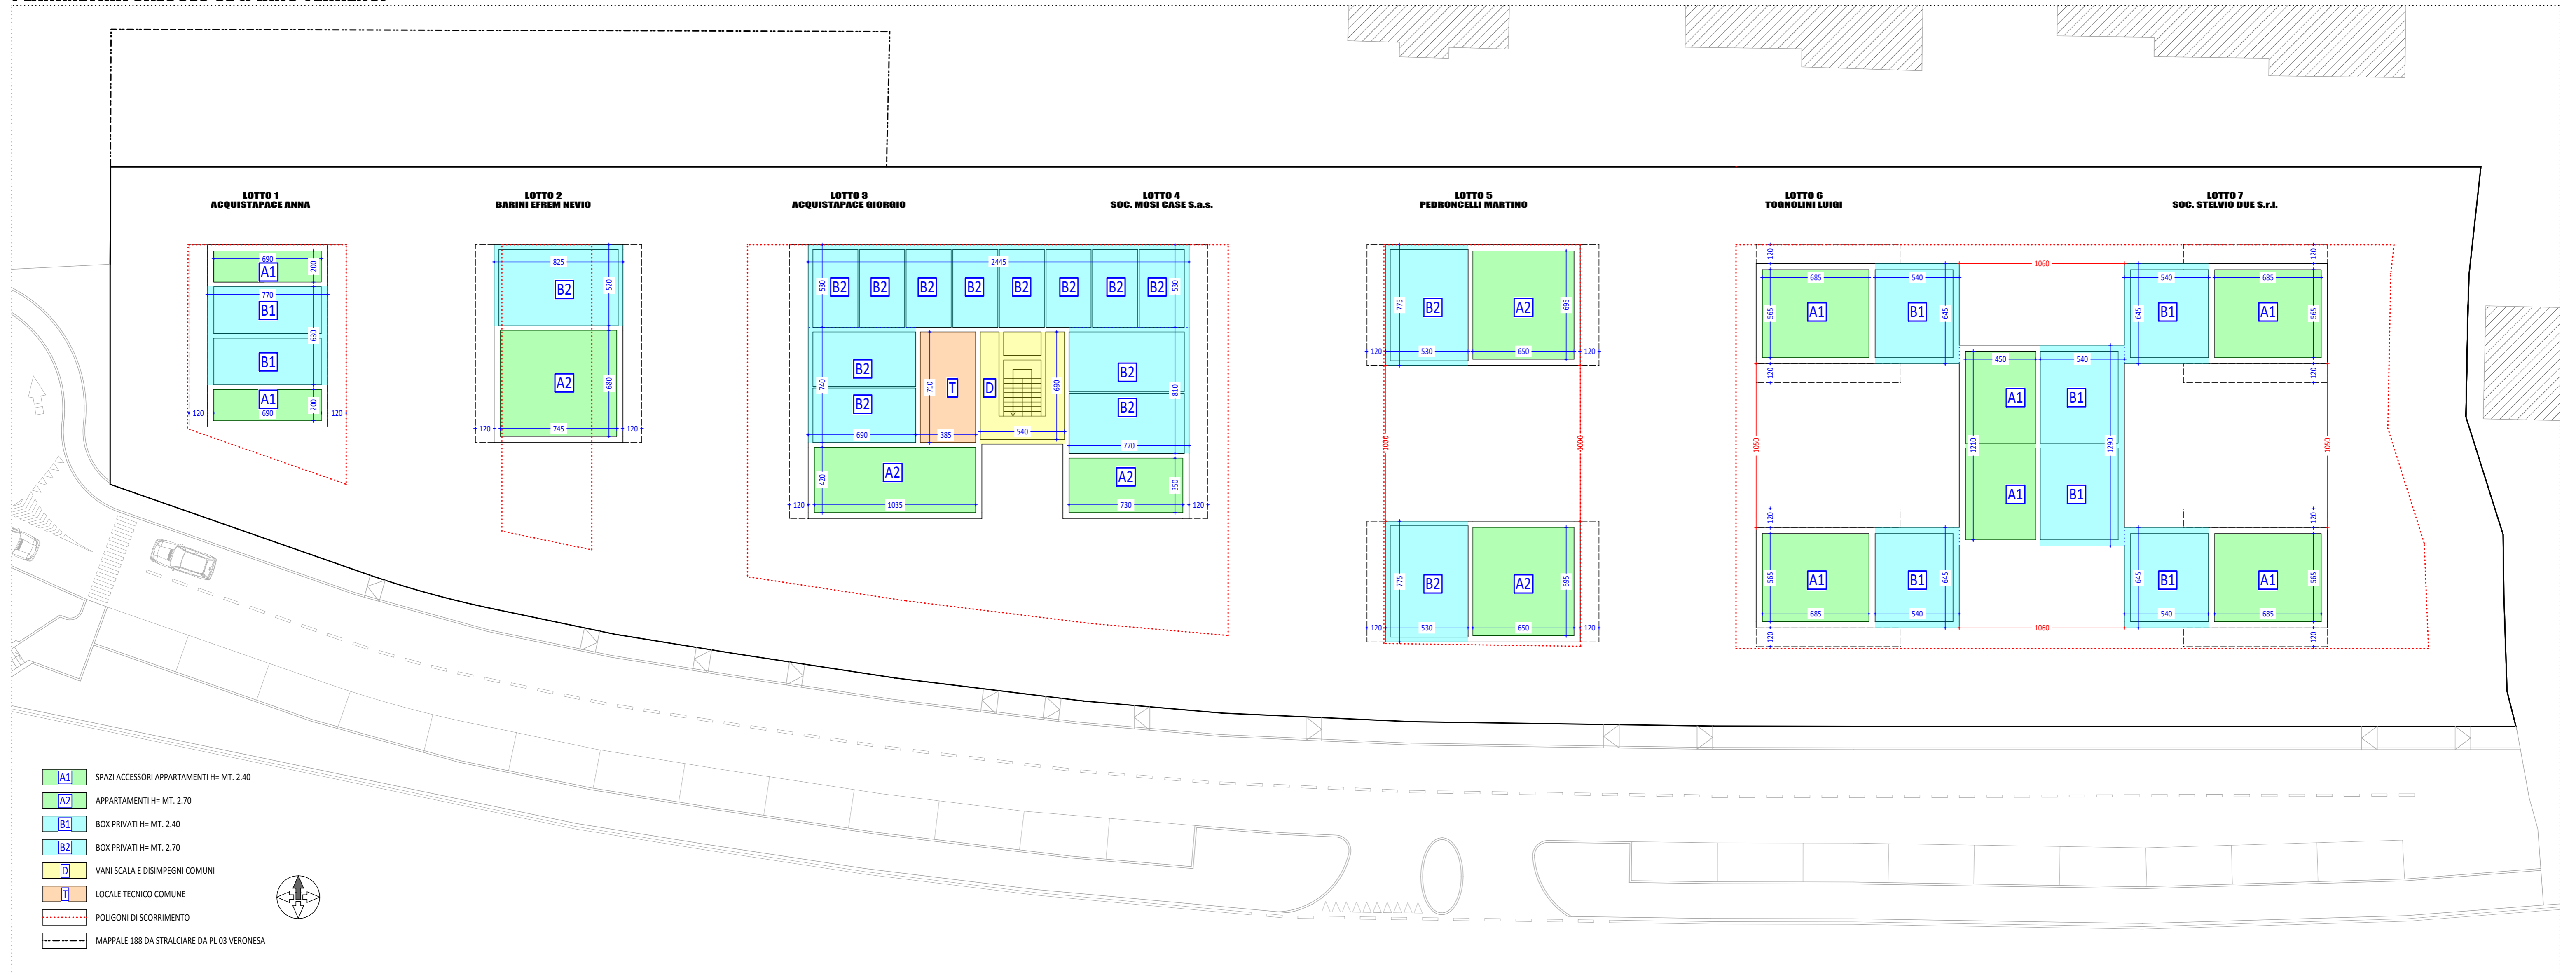 LOTTO 1
ACQUISTAPACE ANNA
LOTTO 2
BARINI EFREM NEVIO
LOTTO 3
ACQUISTAPACE GIORGIO
LOTTO 4
SOC. MOSI CASE S.a.s.
LOTTO 5
PEDRONCELLI MARTINO
LOTTO 6
TOGNOLINI LUIGI
LOTTO 7
SOC. STELVIO DUE S.r.l.
690
200
A1
770
B1
630
B1
A1
200
120
690
120
825
520
B2
A2
680
120
745
120
2445
530
B2
B2
B2
B2
B2
B2
B2
B2
530
740
B2
B2
710
T
D
690
B2
B2
810
690
385
540
770
420
A2
1035
A2
350
730
120
120
775
B2
A2
695
120
530
650
120
1000
1000
775
B2
A2
695
120
530
650
120
120
1060
120
685
540
540
685
565
A1
B1
645
645
B1
A1
565
120
120
450
540
A1
B1
1050
1210
1290
1050
A1
B1
120
120
565
A1
B1
645
645
B1
A1
565
685
540
540
685
120
1060
120
A1 SPAZI ACCESSORI APPARTAMENTI H= MT. 2.40
A2 APPARTAMENTI H= MT. 2.70
B1 BOX PRIVATI H= MT. 2.40
B2 BOX PRIVATI H= MT. 2.70
D VANI SCALA E DISIMPEGNI COMUNI
T LOCALE TECNICO COMUNE
POLIGONI DI SCORRIMENTO
MAPPALE 188 DA STRALCIARE DA PL 03 VERONESA